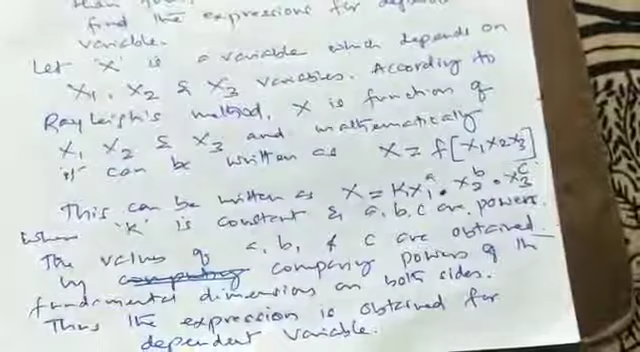 find the expressions for
variable.
Let 'X' is a variable which depends on
X1, X2 & X3 variables. According to
Rayleigh's method, X is function of
X1 X2 & X3 and mathematically
it can be written as X = f[X1X2X3]
This can be written as X = KX1^a · X2^b · X3^c
Where 'K' is constant & a, b, c are powers.
The values of a, b, & c are obtained
by comparing powers of the
fundamental dimensions on both sides.
Thus the expression is obtained for
dependent variable.